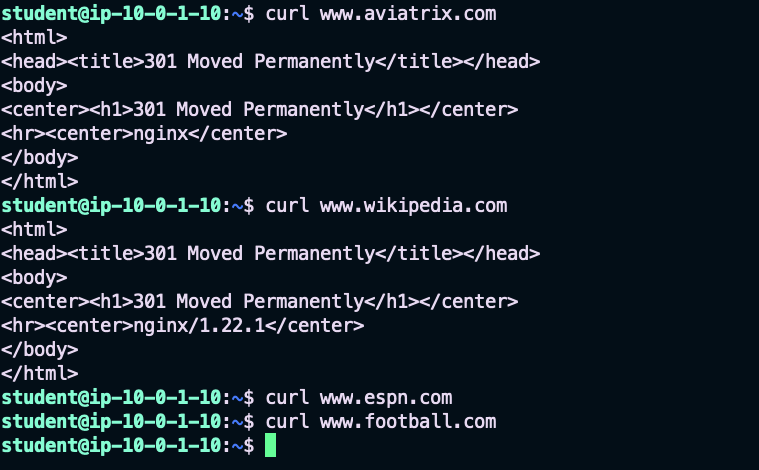 student@ip-10-0-1-10:~$ curl www.aviatrix.com
<html>
<head><title>301 Moved Permanently</title></head>
<body>
<center><h1>301 Moved Permanently</h1></center>
<hr><center>nginx</center>
</body>
</html>
student@ip-10-0-1-10:~$ curl www.wikipedia.com
<html>
<head><title>301 Moved Permanently</title></head>
<body>
<center><h1>301 Moved Permanently</h1></center>
<hr><center>nginx/1.22.1</center>
</body>
</html>
student@ip-10-0-1-10:~$ curl www.espn.com
student@ip-10-0-1-10:~$ curl www.football.com
student@ip-10-0-1-10:~$